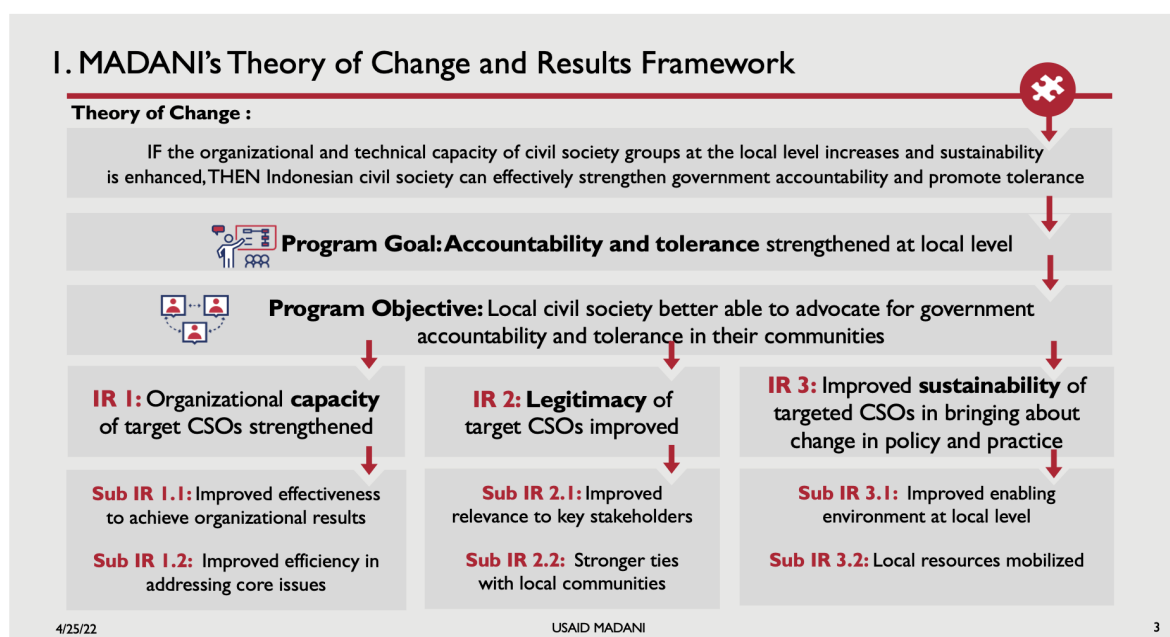 1. MADANI's Theory of Change and Results Framework
Theory of Change :
IF the organizational and technical capacity of civil society groups at the local level increases and sustainability
is enhanced, THEN Indonesian civil society can effectively strengthen government accountability and promote tolerance
Program Goal: Accountability and tolerance strengthened at local level
Program Objective: Local civil society better able to advocate for government
accountability and tolerance in their communities
IR 1: Organizational capacity
of target CSOs strengthened
IR 2: Legitimacy of
target CSOs improved
IR 3: Improved sustainability of
targeted CSOs in bringing about
change in policy and practice
Sub IR 1.1: Improved effectiveness
to achieve organizational results
Sub IR 1.2: Improved efficiency in
addressing core issues
Sub IR 2.1: Improved
relevance to key stakeholders
Sub IR 2.2: Stronger ties
with local communities
Sub IR 3.1: Improved enabling
environment at local level
Sub IR 3.2: Local resources mobilized
4/25/22
USAID MADANI
3